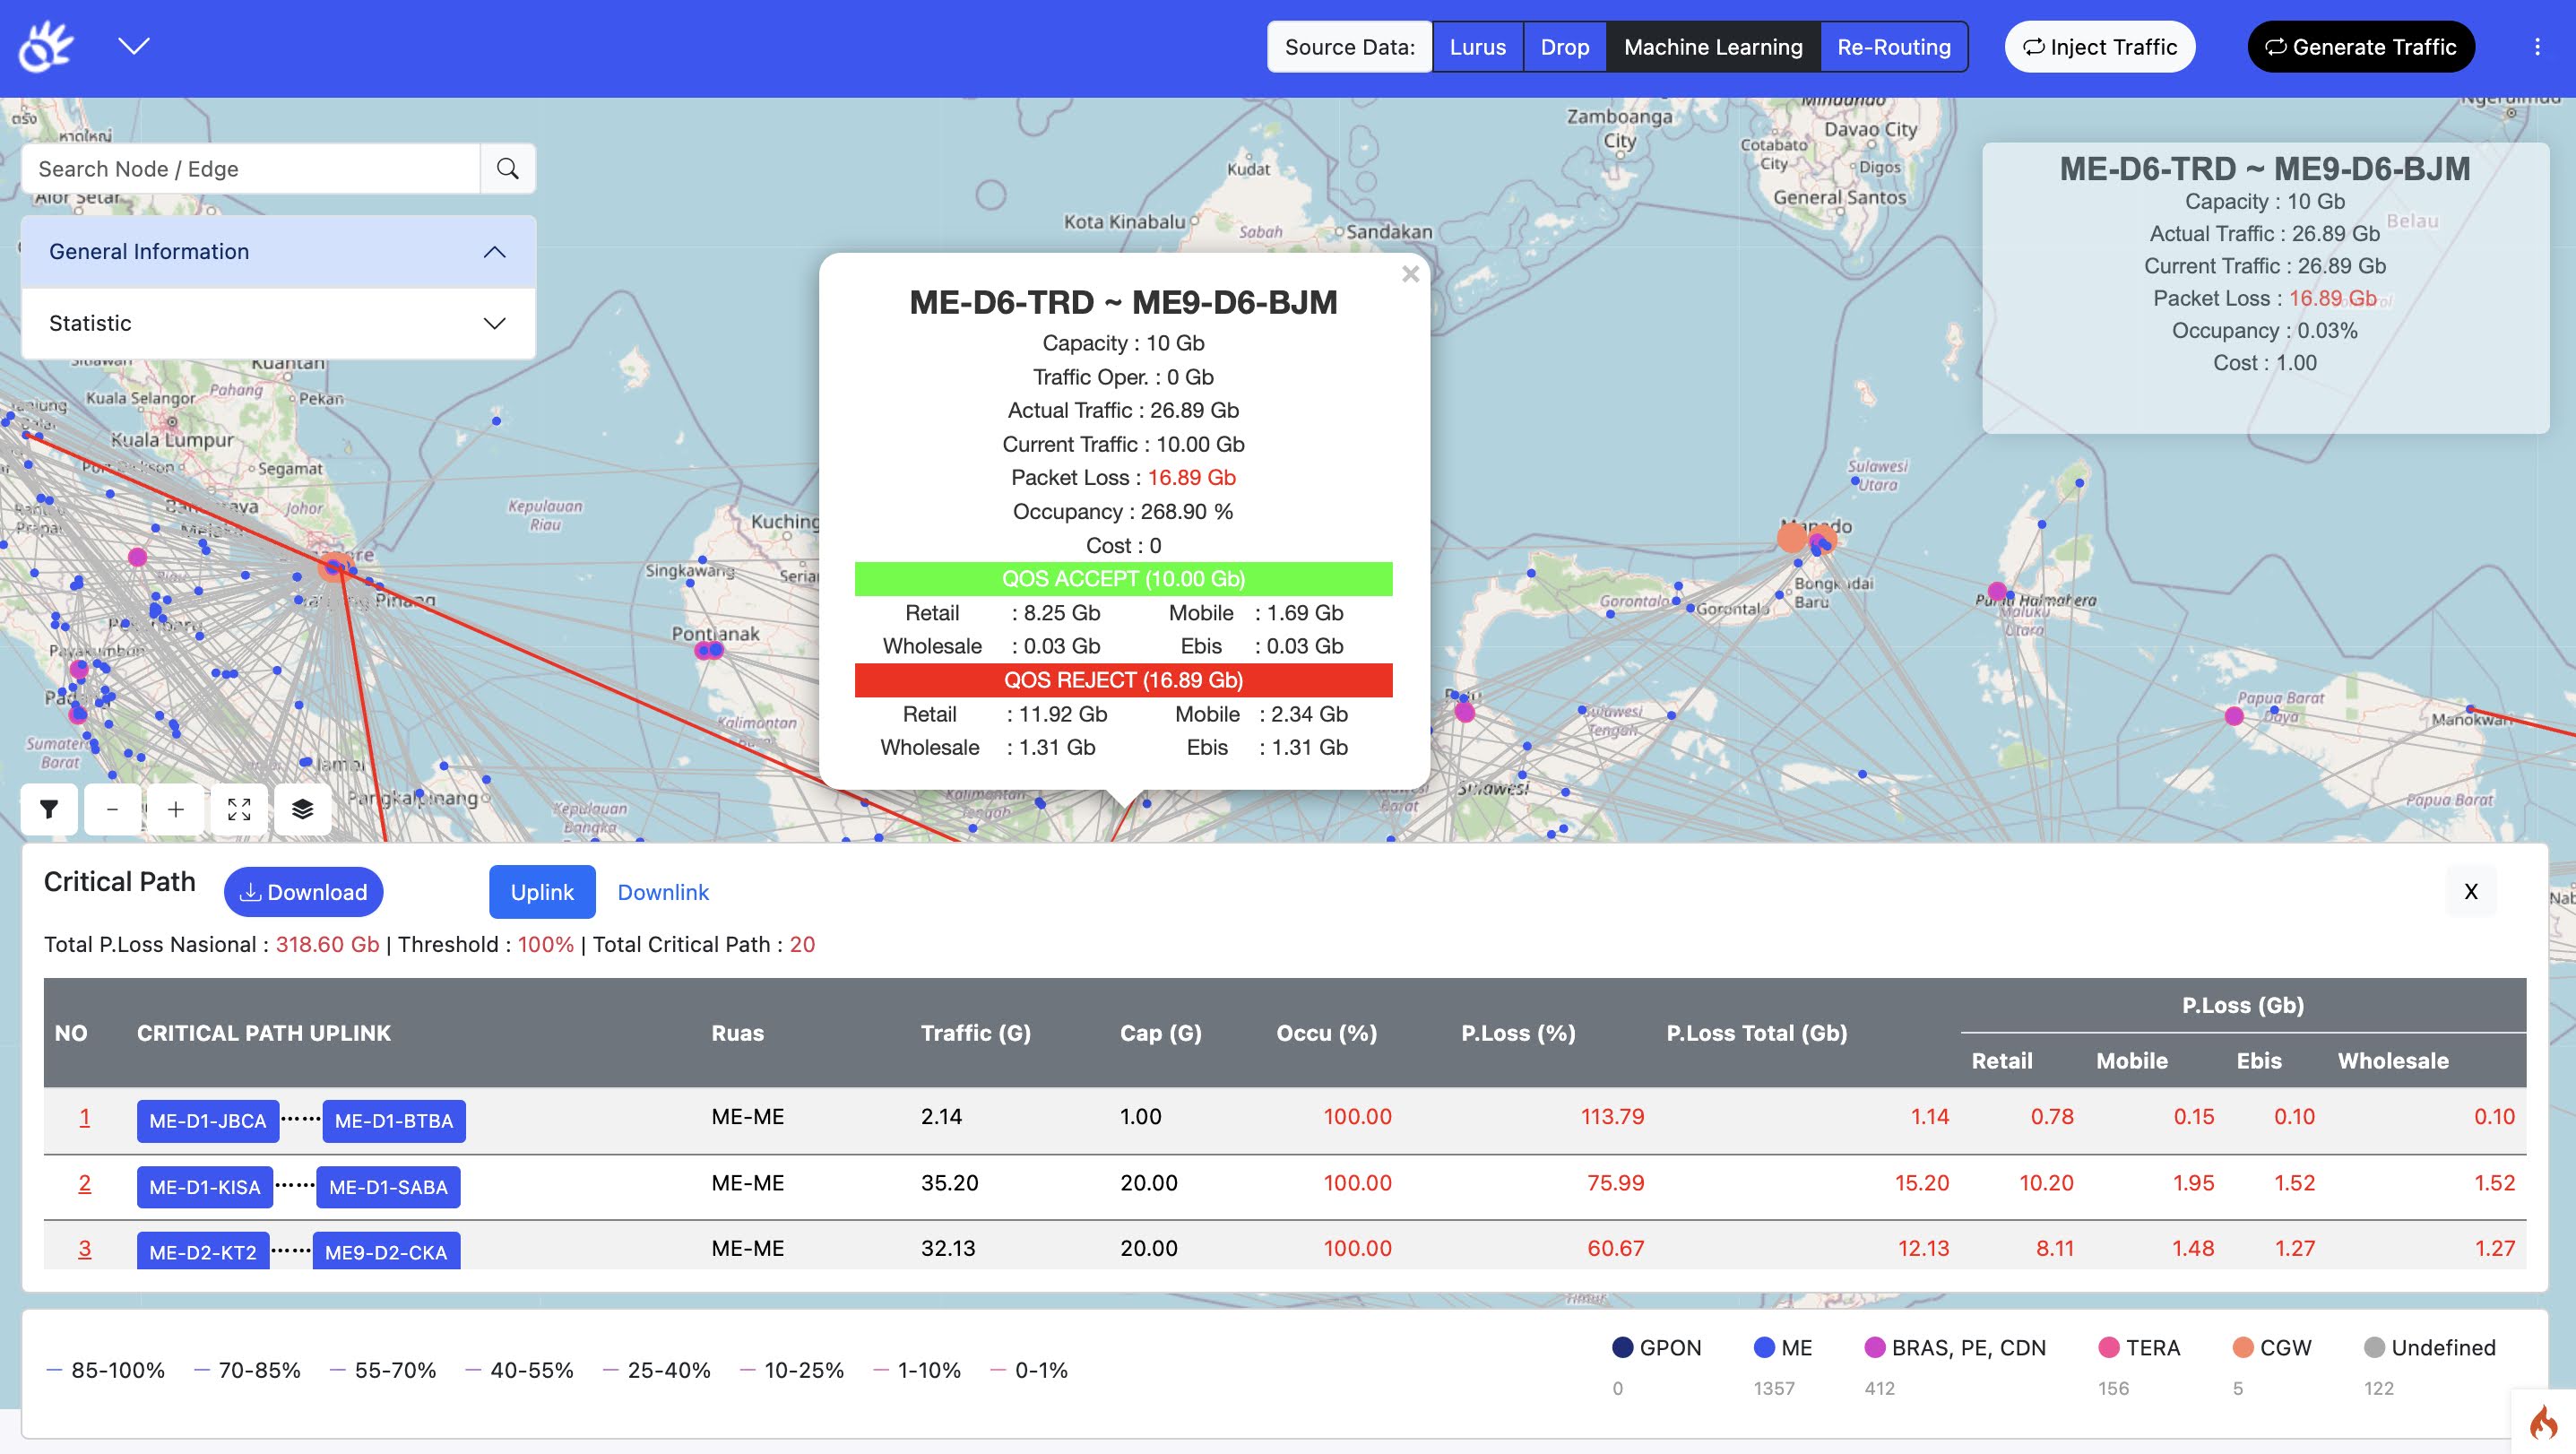 Source Data: Lurus Drop Machine Learning Re-Routing Inject Traffic Generate Traffic
Search Node / Edge
General Information
Statistic
ME-D6-TRD ~ ME9-D6-BJM
Capacity : 10 Gb
Actual Traffic : 26.89 Gb
Current Traffic : 26.89 Gb
Packet Loss : 16.89 Gb
Occupancy : 0.03%
Cost : 1.00
ME-D6-TRD ~ ME9-D6-BJM
Capacity : 10 Gb
Traffic Oper. : 0 Gb
Actual Traffic : 26.89 Gb
Current Traffic : 10.00 Gb
Packet Loss : 16.89 Gb
Occupancy : 268.90 %
Cost : 0
QOS ACCEPT (10.00 Gb)
Retail : 8.25 Gb Mobile : 1.69 Gb
Wholesale : 0.03 Gb Ebis : 0.03 Gb
QOS REJECT (16.89 Gb)
Retail : 11.92 Gb Mobile : 2.34 Gb
Wholesale : 1.31 Gb Ebis : 1.31 Gb
ตรัง
หาดใหญ่
Alor Setar
Kuantan
Pahang
Kuala Selangor
Pekan
Kuala Lumpur
Segamat
Johor
Kepulauan
Riau
Kudat
Kota Kinabalu
Sabah
Sandakan
Zamboanga
City
Mindanao
Davao City
Cotabato
City
Digos
General Santos
Belau
Kuching
Singkawang
Pontianak
Kalimantan
Payakumbuh
Sumatera
Barat
Pangkalpinang
Kepulauan
Bangka
Kalimantan
Tengah
Sulawesi
Utara
Manado
Bongkudai
Baru
Gorontalo
Gorontalo
Pulau Halmahera
Maluku
Utara
Sulawesi
Tengah
Sulawesi
Barat
Papua Barat
Daya
Manokwari
Papua Barat
Critical Path Download Uplink Downlink X
Total P.Loss Nasional : 318.60 Gb | Threshold : 100% | Total Critical Path : 20
NO CRITICAL PATH UPLINK Ruas Traffic (G) Cap (G) Occu (%) P.Loss (%) P.Loss Total (Gb) P.Loss (Gb)
Retail Mobile Ebis Wholesale
1 ME-D1-JBCA ...... ME-D1-BTBA ME-ME 2.14 1.00 100.00 113.79 1.14 0.78 0.15 0.10 0.10
2 ME-D1-KISA ...... ME-D1-SABA ME-ME 35.20 20.00 100.00 75.99 15.20 10.20 1.95 1.52 1.52
3 ME-D2-KT2 ...... ME9-D2-CKA ME-ME 32.13 20.00 100.00 60.67 12.13 8.11 1.48 1.27 1.27
85-100% 70-85% 55-70% 40-55% 25-40% 10-25% 1-10% 0-1%
GPON ME BRAS, PE, CDN TERA CGW Undefined
0 1357 412 156 5 122